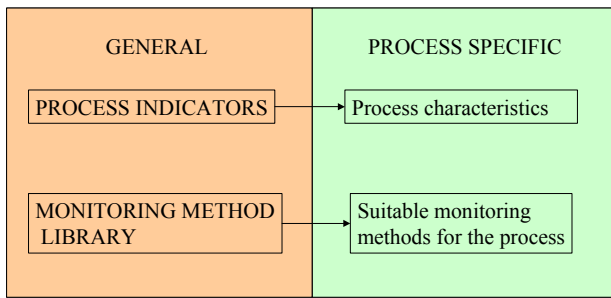 GENERAL
PROCESS SPECIFIC
PROCESS INDICATORS
Process characteristics
MONITORING METHOD
LIBRARY
Suitable monitoring
methods for the process